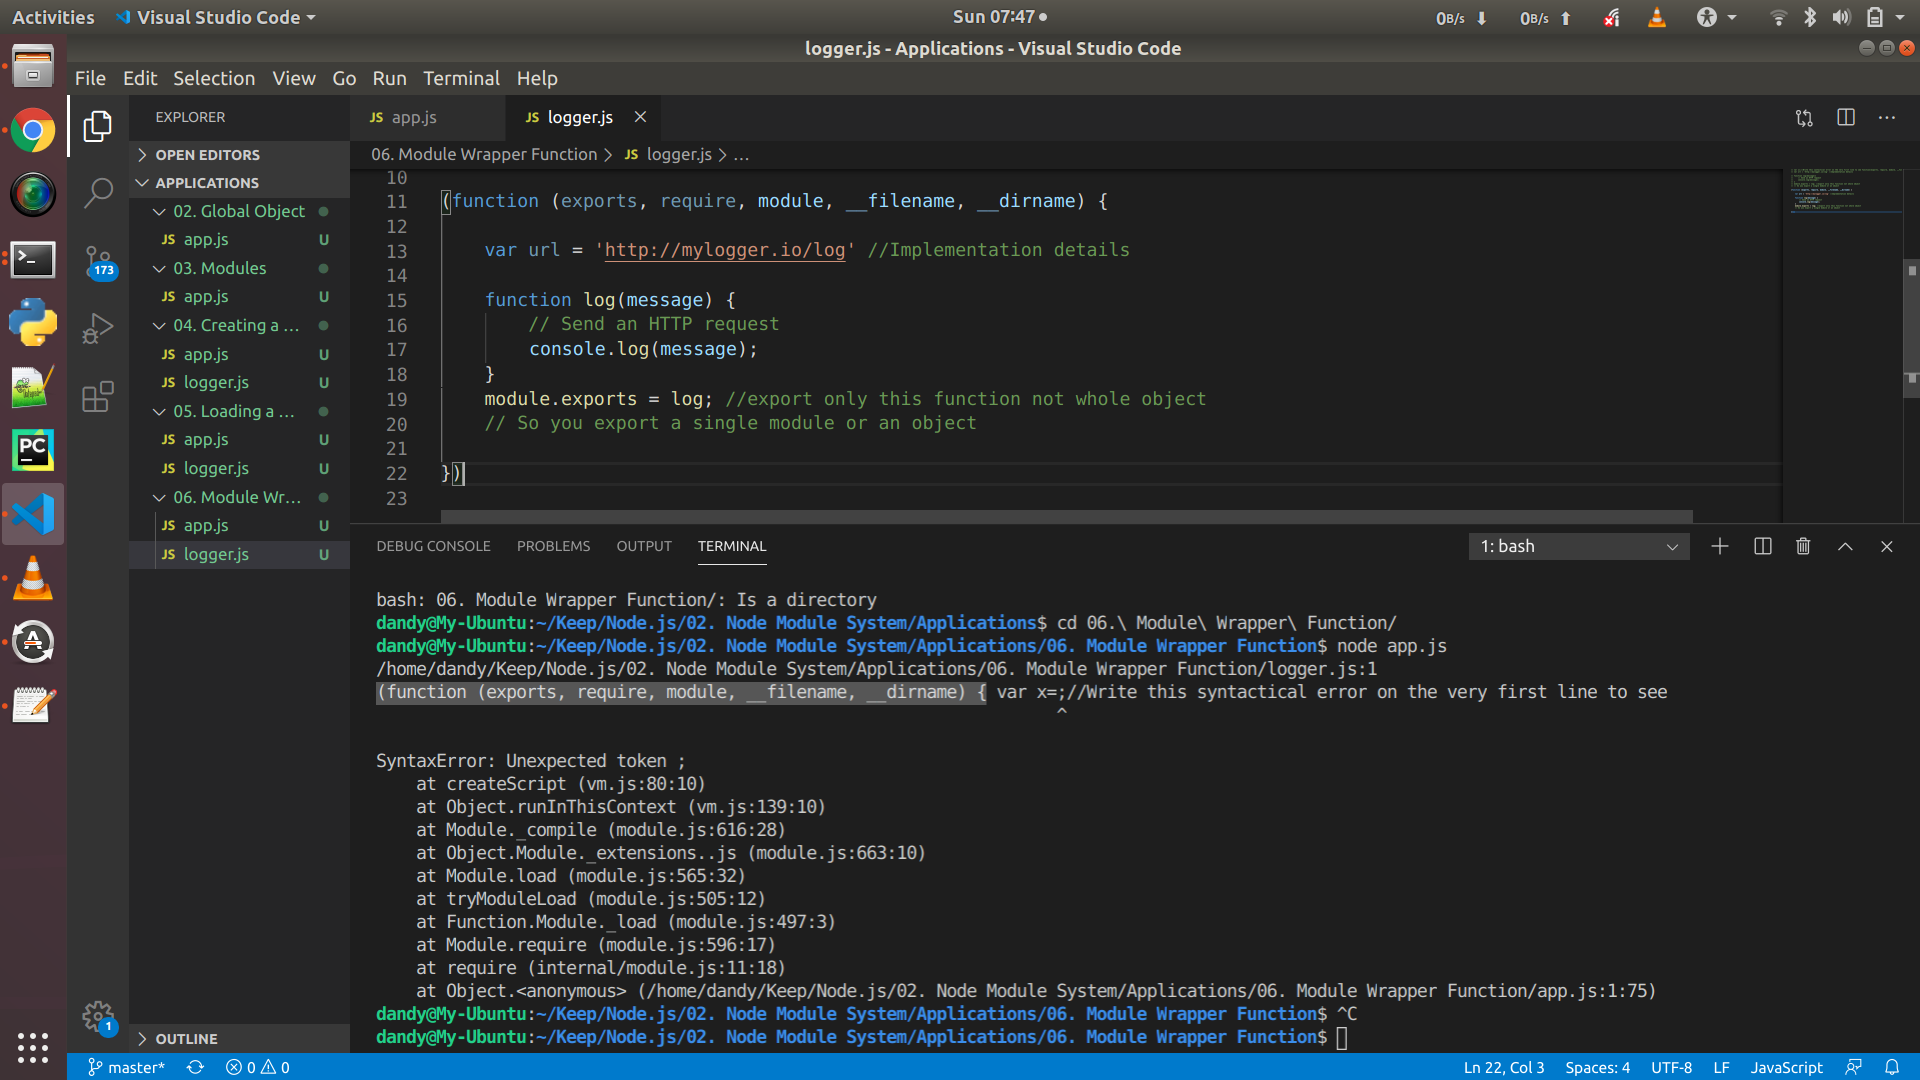 Activities Visual Studio Code Sun 07:47 0B/s 0B/s
logger.js - Applications - Visual Studio Code
File Edit Selection View Go Run Terminal Help
EXPLORER
OPEN EDITORS
APPLICATIONS
02. Global Object
JS app.js U
03. Modules
JS app.js U
04. Creating a ...
JS app.js U
JS logger.js U
05. Loading a ...
JS app.js U
JS logger.js U
06. Module Wr...
JS app.js U
JS logger.js U
OUTLINE
173
1
PC
JS app.js JS logger.js
06. Module Wrapper Function > JS logger.js > ...
10
11 (function (exports, require, module, __filename, __dirname) {
12
13 var url = 'http://mylogger.io/log' //Implementation details
14
15 function log(message) {
16 // Send an HTTP request
17 console.log(message);
18 }
19 module.exports = log; //export only this function not whole object
20 // So you export a single module or an object
21
22 })
23
DEBUG CONSOLE PROBLEMS OUTPUT TERMINAL 1: bash
bash: 06. Module Wrapper Function/: Is a directory
dandy@My-Ubuntu:~/Keep/Node.js/02. Node Module System/Applications$ cd 06.\ Module\ Wrapper\ Function/
dandy@My-Ubuntu:~/Keep/Node.js/02. Node Module System/Applications/06. Module Wrapper Function$ node app.js
/home/dandy/Keep/Node.js/02. Node Module System/Applications/06. Module Wrapper Function/logger.js:1
(function (exports, require, module, __filename, __dirname) { var x=;//Write this syntactical error on the very first line to see
^
SyntaxError: Unexpected token ;
at createScript (vm.js:80:10)
at Object.runInThisContext (vm.js:139:10)
at Module._compile (module.js:616:28)
at Object.Module._extensions..js (module.js:663:10)
at Module.load (module.js:565:32)
at tryModuleLoad (module.js:505:12)
at Function.Module._load (module.js:497:3)
at Module.require (module.js:596:17)
at require (internal/module.js:11:18)
at Object.<anonymous> (/home/dandy/Keep/Node.js/02. Node Module System/Applications/06. Module Wrapper Function/app.js:1:75)
dandy@My-Ubuntu:~/Keep/Node.js/02. Node Module System/Applications/06. Module Wrapper Function$ ^C
dandy@My-Ubuntu:~/Keep/Node.js/02. Node Module System/Applications/06. Module Wrapper Function$
master* 0 0 Ln 22, Col 3 Spaces: 4 UTF-8 LF JavaScript